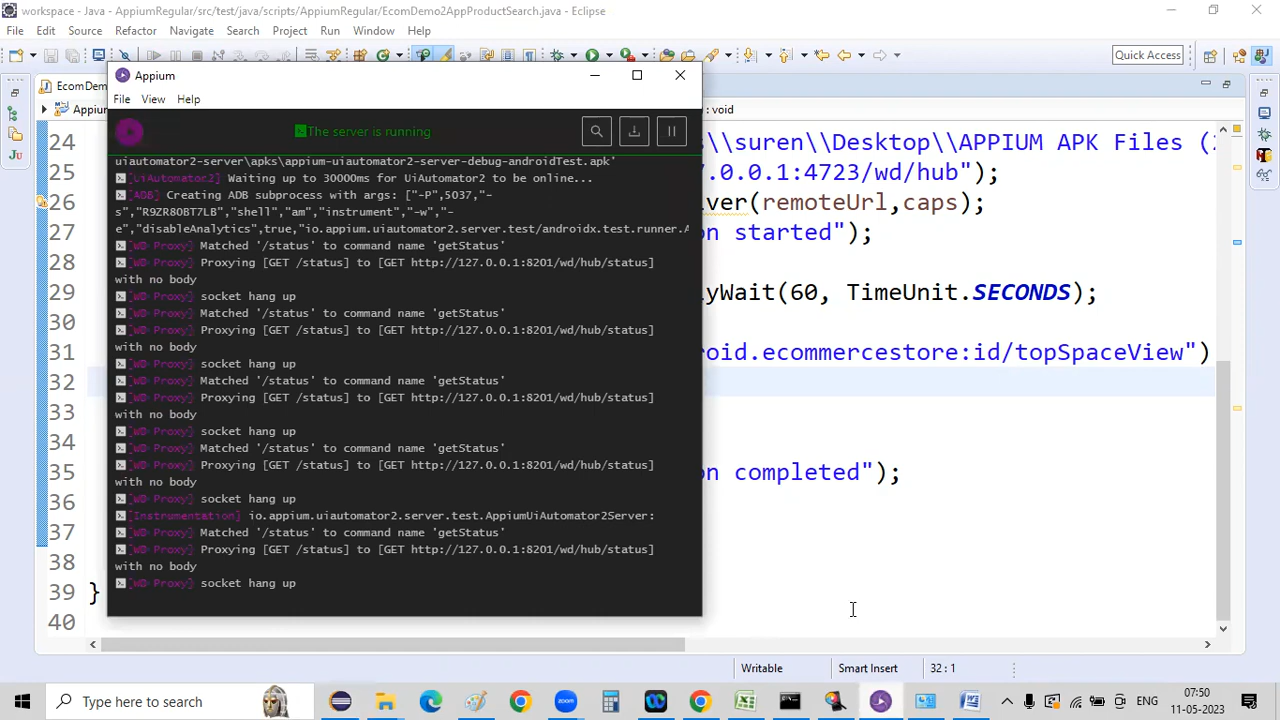 workspace - Java - AppiumRegular/src/test/java/scripts/AppiumRegular/EcomDemo2AppProductSearch.java - Eclipse
File Edit Source Refactor Navigate Search Project Run Window Help
Quick Access
EcomDem
Appium
Appiun
void
File View Help
The server is running
uiautomator2-server\apks\appium-uiautomator2-server-debug-androidTest.apk'
[UiAutomator2] Waiting up to 30000ms for UiAutomator2 to be online...
[ADB] Creating ADB subprocess with args: ["-P",5037,"-
s","R9ZR80BT7LB","shell","am","instrument","-w","-
e","disableAnalytics",true,"io.appium.uiautomator2.server.test/androidx.test.runner.A
[WD Proxy] Matched '/status' to command name 'getStatus'
[WD Proxy] Proxying [GET /status] to [GET http://127.0.0.1:8201/wd/hub/status]
with no body
[WD Proxy] socket hang up
[WD Proxy] Matched '/status' to command name 'getStatus'
[WD Proxy] Proxying [GET /status] to [GET http://127.0.0.1:8201/wd/hub/status]
with no body
[WD Proxy] socket hang up
[WD Proxy] Matched '/status' to command name 'getStatus'
[WD Proxy] Proxying [GET /status] to [GET http://127.0.0.1:8201/wd/hub/status]
with no body
[WD Proxy] socket hang up
[WD Proxy] Matched '/status' to command name 'getStatus'
[WD Proxy] Proxying [GET /status] to [GET http://127.0.0.1:8201/wd/hub/status]
with no body
[WD Proxy] socket hang up
[Instrumentation] io.appium.uiautomator2.server.test.AppiumUiAutomator2Server:
[WD Proxy] Matched '/status' to command name 'getStatus'
[WD Proxy] Proxying [GET /status] to [GET http://127.0.0.1:8201/wd/hub/status]
with no body
[WD Proxy] socket hang up
24 s\\suren\\Desktop\\APPIUM APK Files (2
25 7.0.0.1:4723/wd/hub");
26 iver(remoteUrl,caps);
27 on started");
28
29 lyWait(60, TimeUnit.SECONDS);
30
31 roid.ecommercestore:id/topSpaceView")
32
33
34
35 on completed");
36
37
38
39 }
40
Writable Smart Insert 32 : 1
Type here to search
ENG
07:50
11-05-2023